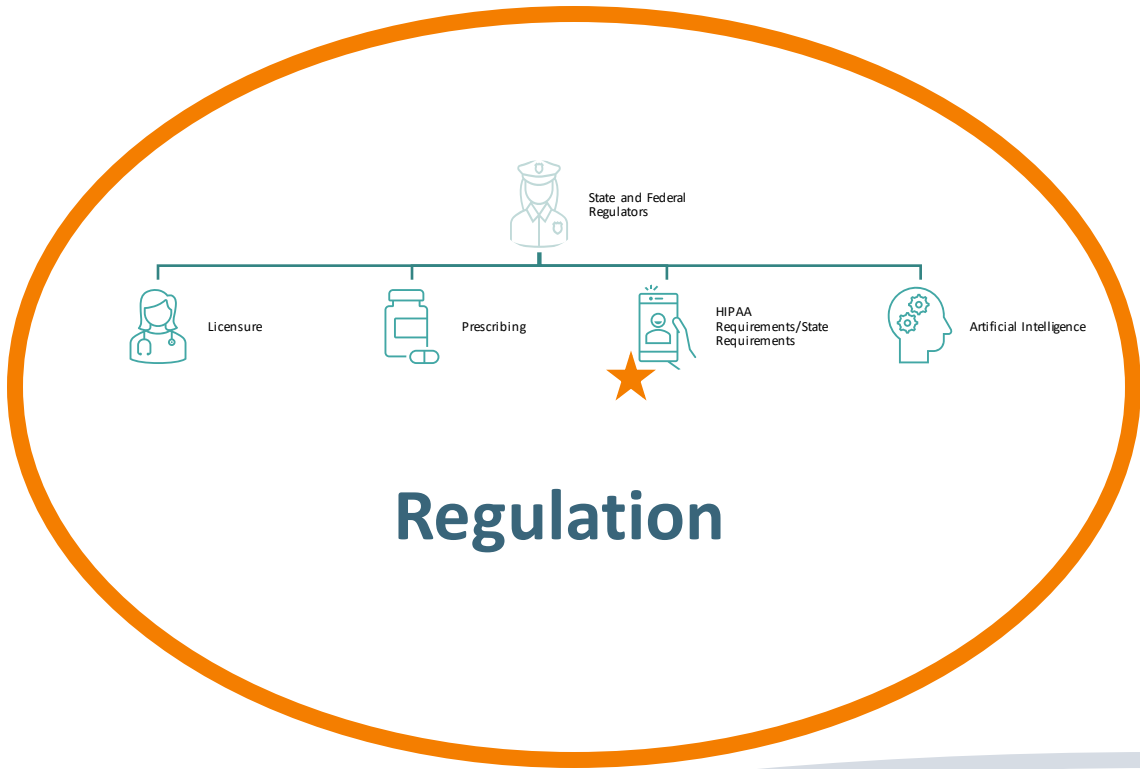 State and Federal
Regulators
Licensure
Prescribing
HIPAA
Requirements/State
Requirements
Artificial Intelligence
Regulation